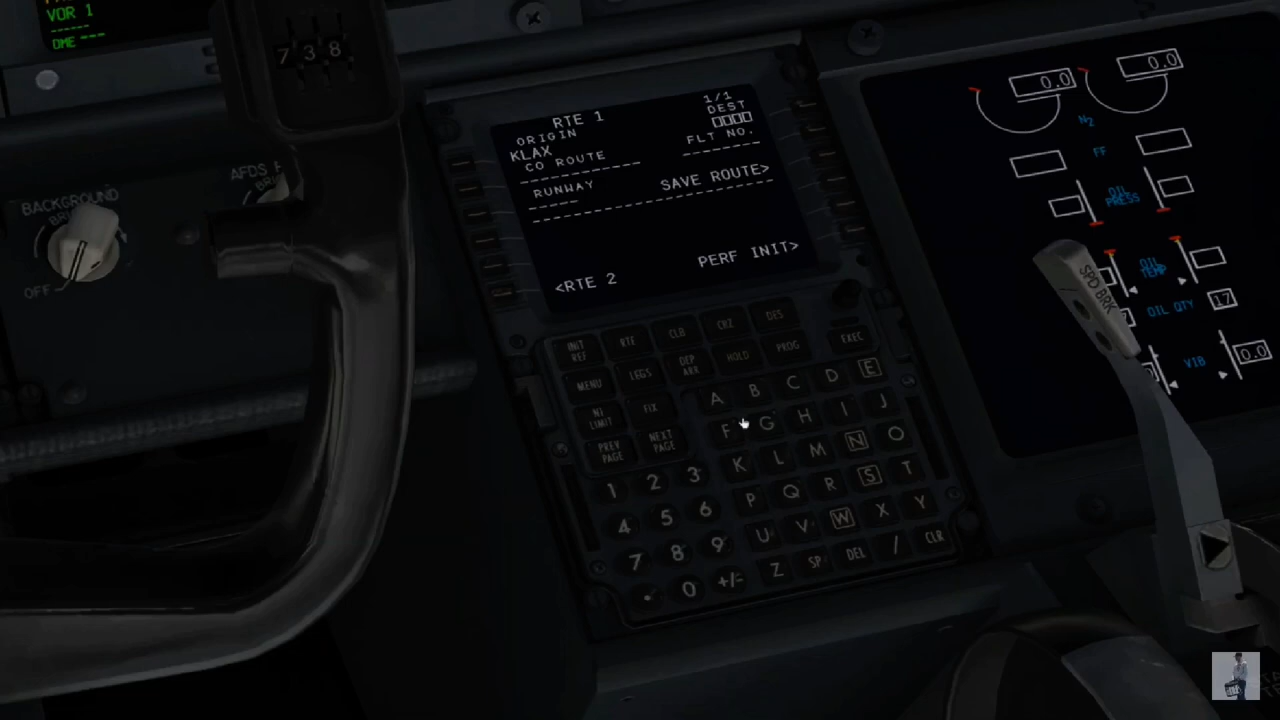 VOR 1
------
DME ---
738
BACKGROUND
OFF
AFDS
RTE 1
1/1
ORIGIN
DEST
KLAX
CO ROUTE
FLT NO.
RUNWAY
SAVE ROUTE>
<RTE 2
PERF INIT>
INIT REF
RTE
CLB
CRZ
DES
MENU
LEGS
DEP ARR
HOLD
PROG
EXEC
N1 LIMIT
FIX
PREV PAGE
NEXT PAGE
A B C D E
F G H I J
K L M N O
P Q R S T
U V W X Y
Z SP DEL / CLR
1 2 3
4 5 6
7 8 9
. 0 +/-
0.0 0.0
N2
FF
OIL PRESS
OIL TEMP
OIL QTY
17
VIB
0.0
SPD BRK